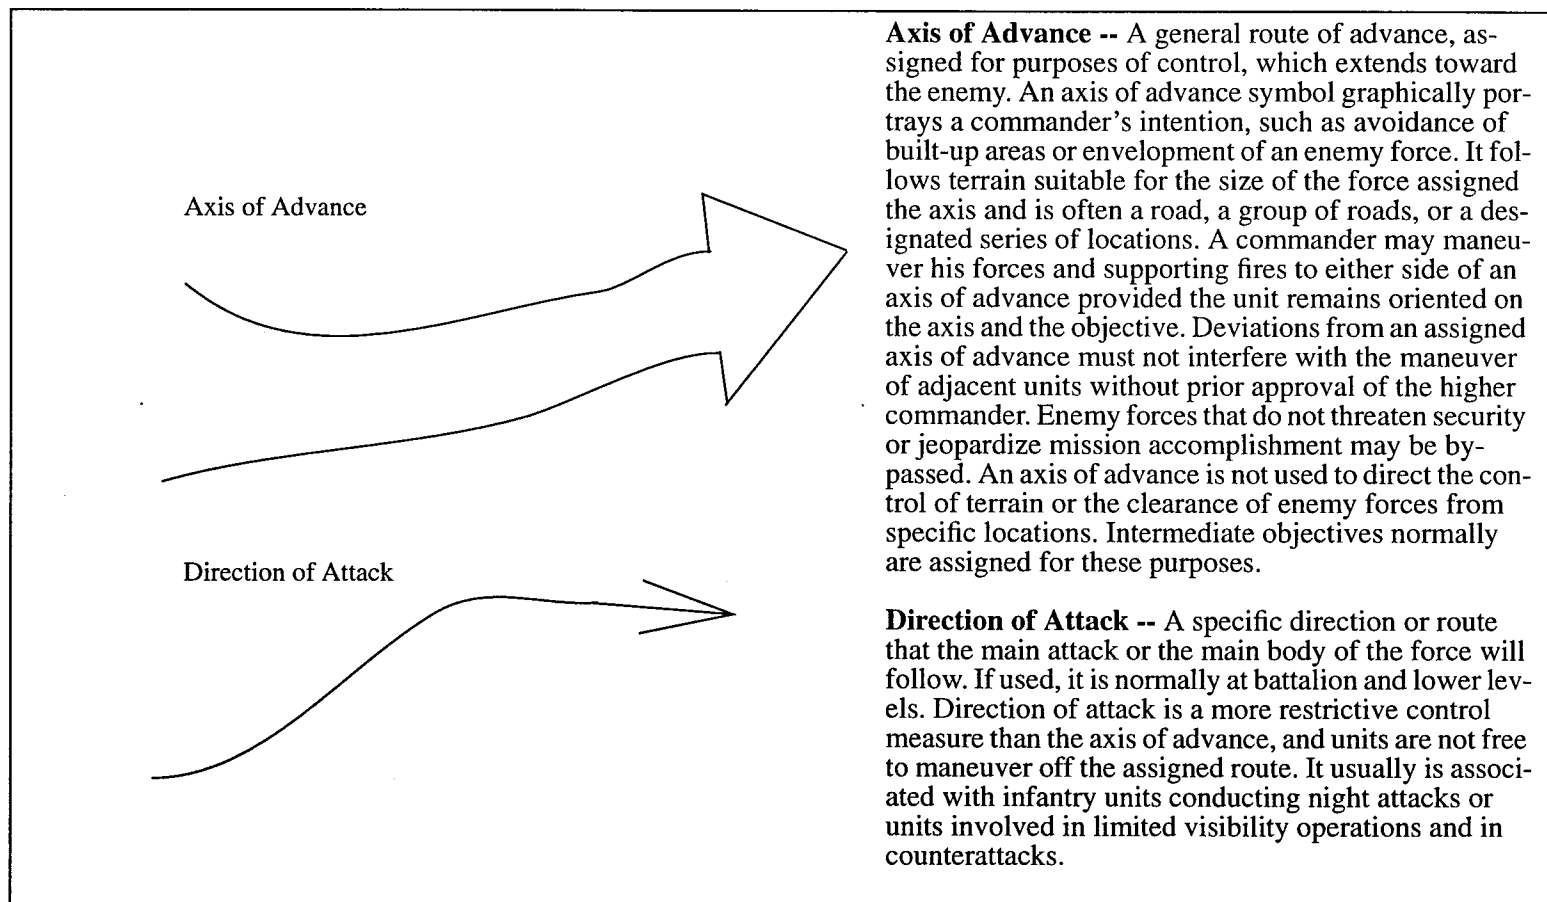 Axis of Advance
Direction of Attack
Axis of Advance -- A general route of advance, as-
signed for purposes of control, which extends toward
the enemy. An axis of advance symbol graphically por-
trays a commander's intention, such as avoidance of
built-up areas or envelopment of an enemy force. It fol-
lows terrain suitable for the size of the force assigned
the axis and is often a road, a group of roads, or a des-
ignated series of locations. A commander may maneu-
ver his forces and supporting fires to either side of an
axis of advance provided the unit remains oriented on
the axis and the objective. Deviations from an assigned
axis of advance must not interfere with the maneuver
of adjacent units without prior approval of the higher
commander. Enemy forces that do not threaten security
or jeopardize mission accomplishment may be by-
passed. An axis of advance is not used to direct the con-
trol of terrain or the clearance of enemy forces from
specific locations. Intermediate objectives normally
are assigned for these purposes.
Direction of Attack -- A specific direction or route
that the main attack or the main body of the force will
follow. If used, it is normally at battalion and lower lev-
els. Direction of attack is a more restrictive control
measure than the axis of advance, and units are not free
to maneuver off the assigned route. It usually is associ-
ated with infantry units conducting night attacks or
units involved in limited visibility operations and in
counterattacks.